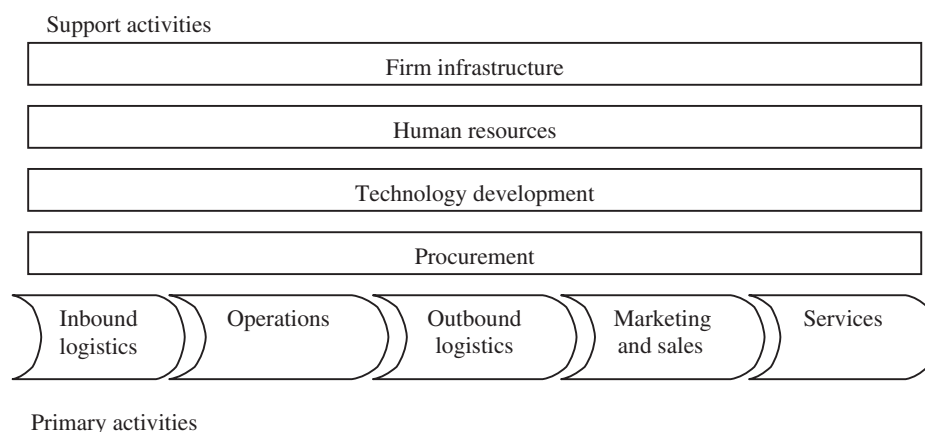 Support activities
Firm infrastructure
Human resources
Technology development
Procurement
Inbound
logistics
Operations
Outbound
logistics
Marketing
and sales
Services
Primary activities